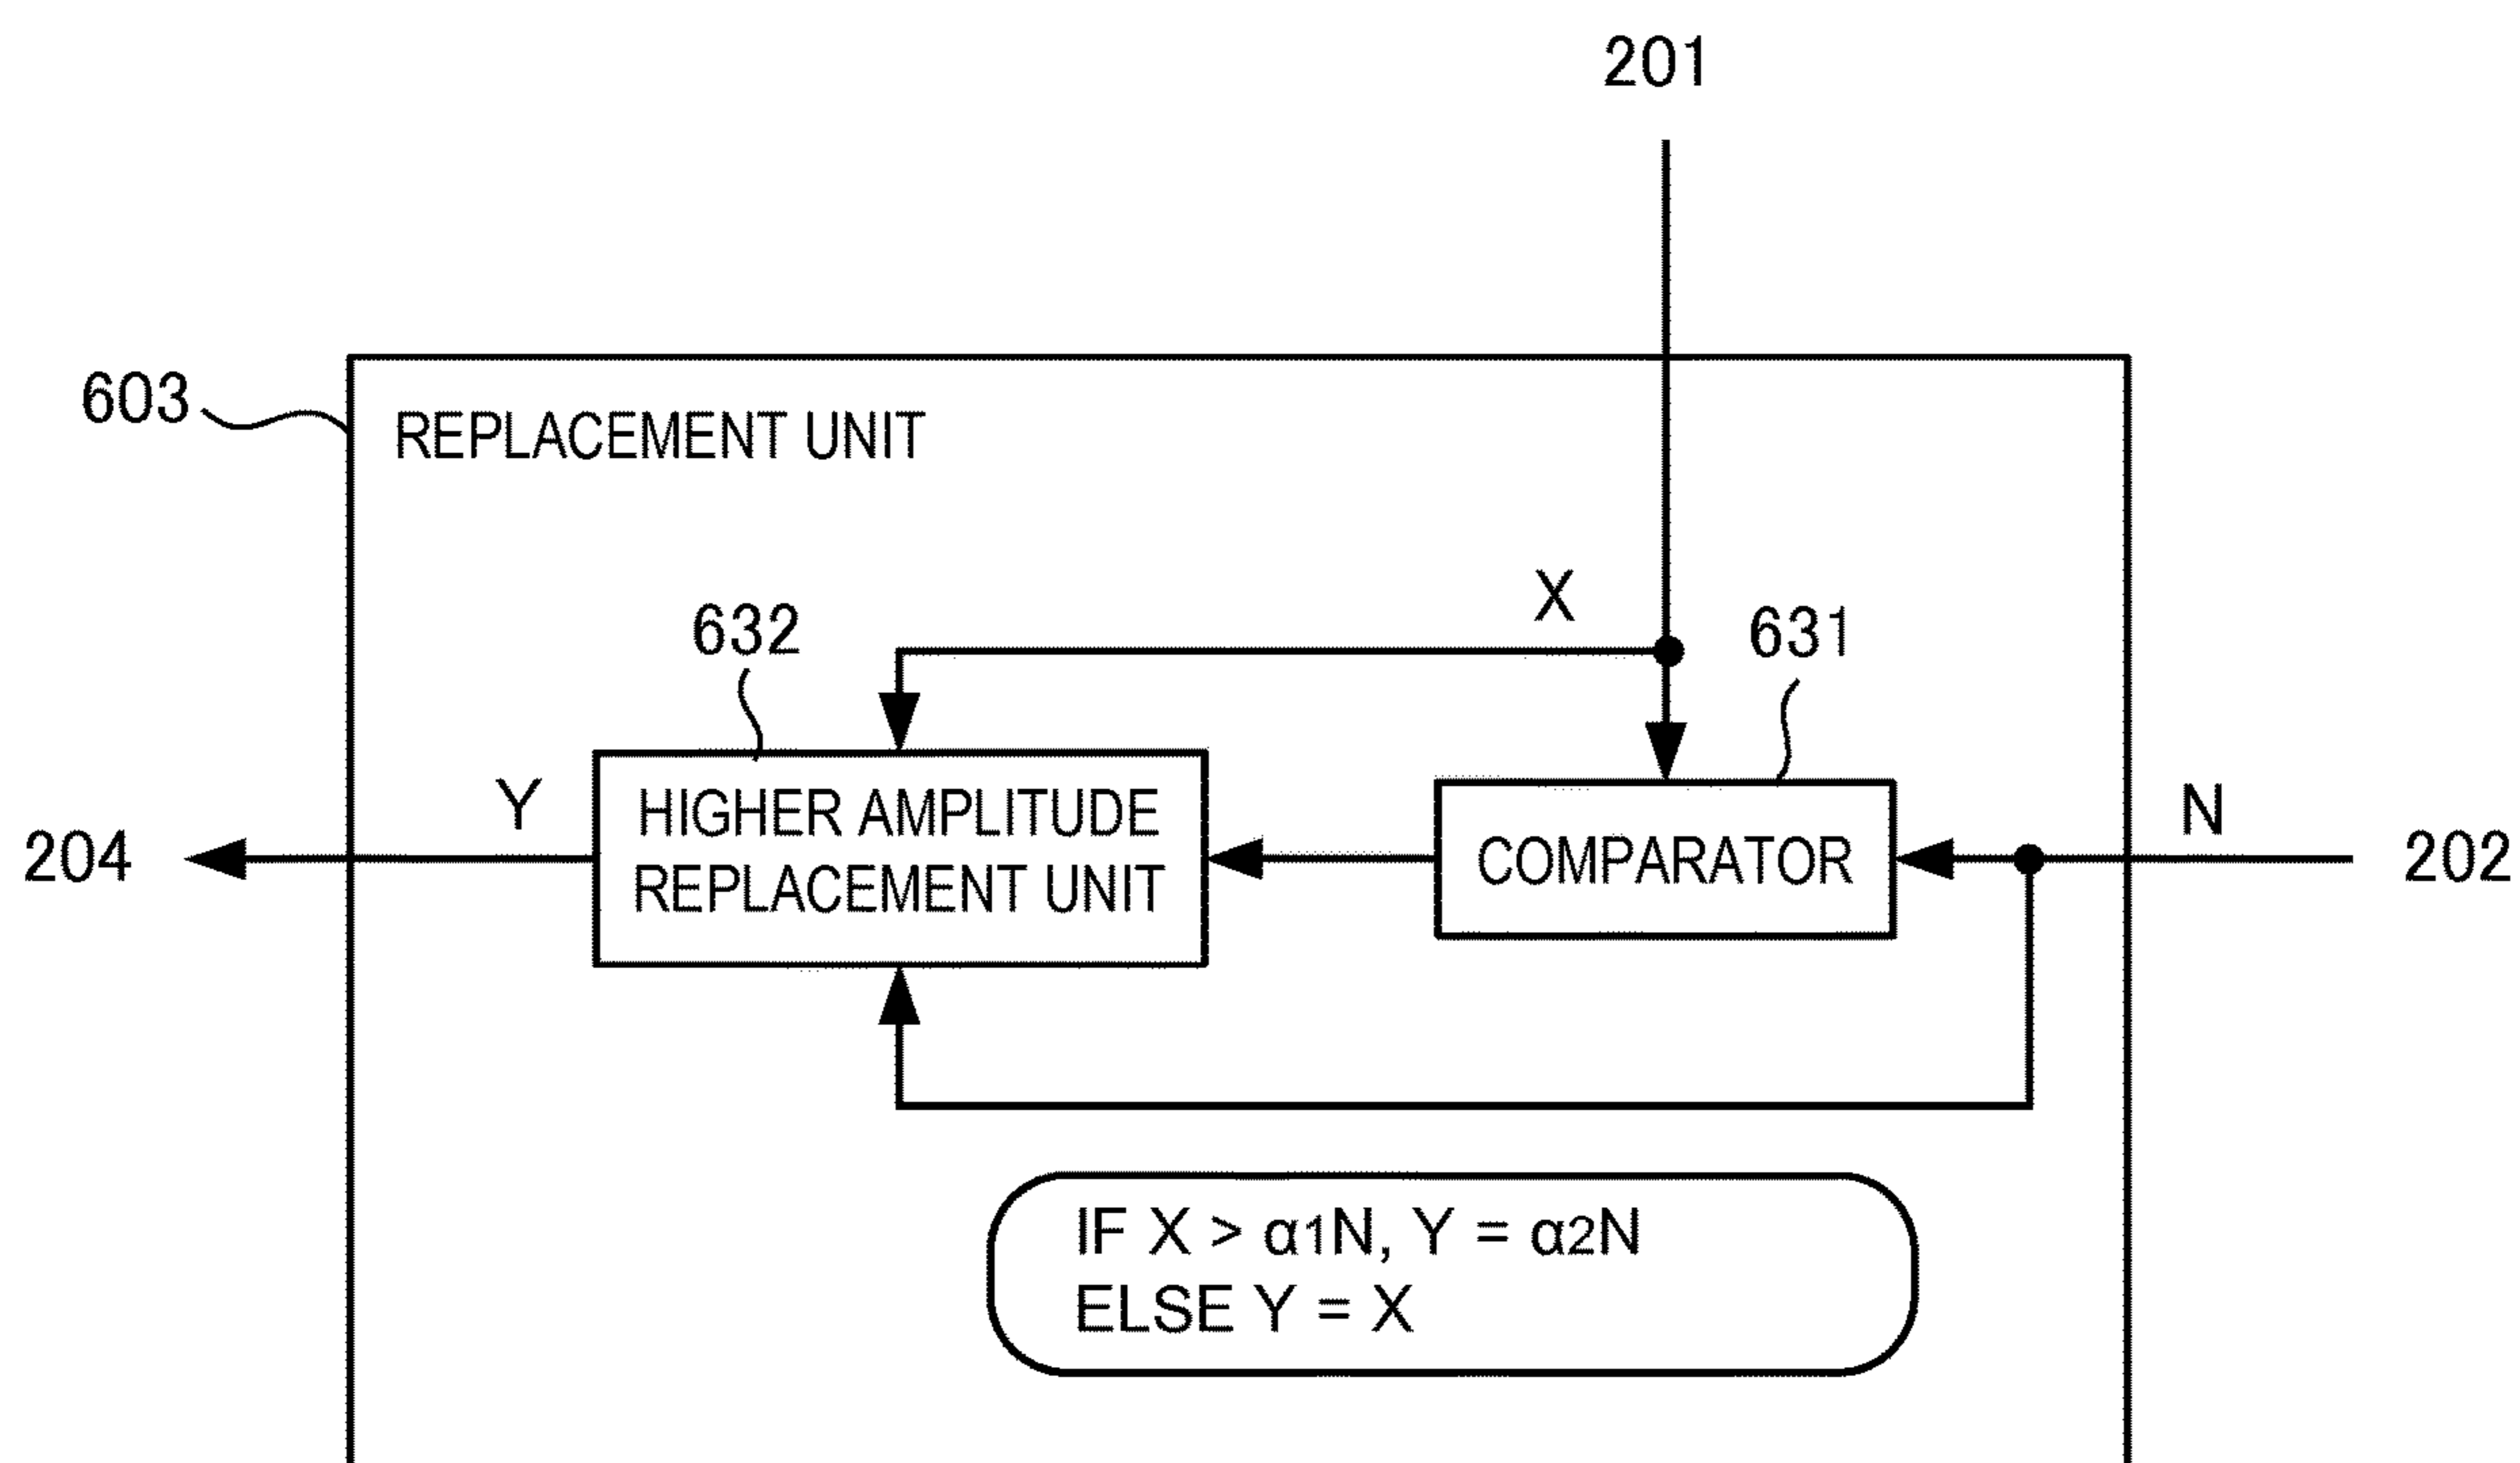 201
603
REPLACEMENT UNIT
X
632
631
Y
HIGHER AMPLITUDE
REPLACEMENT UNIT
COMPARATOR
N
204
202
IF X > α1N, Y = α2N
ELSE Y = X